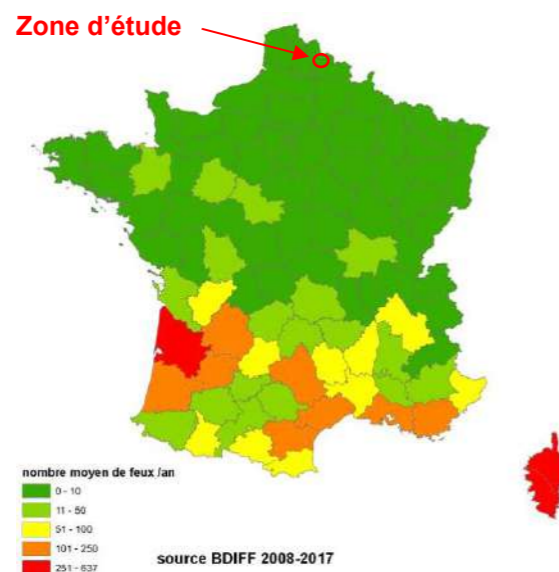 Zone d'étude
nombre moyen de feux /an
0 - 10
11 - 50
51 - 100
101 - 250
251 - 637
source BDIFF 2008-2017